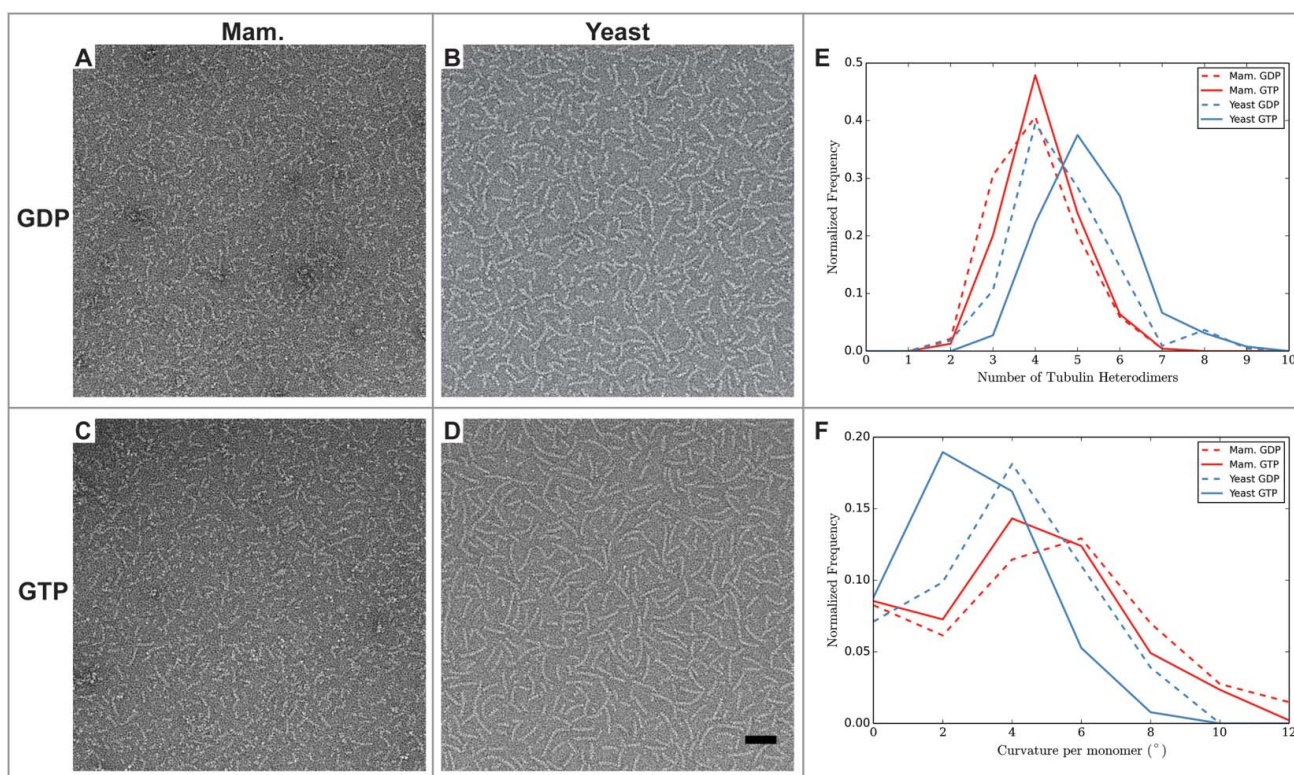 Mam.
Yeast
A
B
E
GDP
0.5
0.4
0.3
0.2
0.1
0.0
Normalized Frequency
Mam. GDP
Mam. GTP
Yeast GDP
Yeast GTP
0 1 2 3 4 5 6 7 8 9 10
Number of Tubulin Heterodimers
C
D
F
GTP
0.20
0.15
0.10
0.05
0.00
Normalized Frequency
Mam. GDP
Mam. GTP
Yeast GDP
Yeast GTP
0 2 4 6 8 10 12
Curvature per monomer (°)